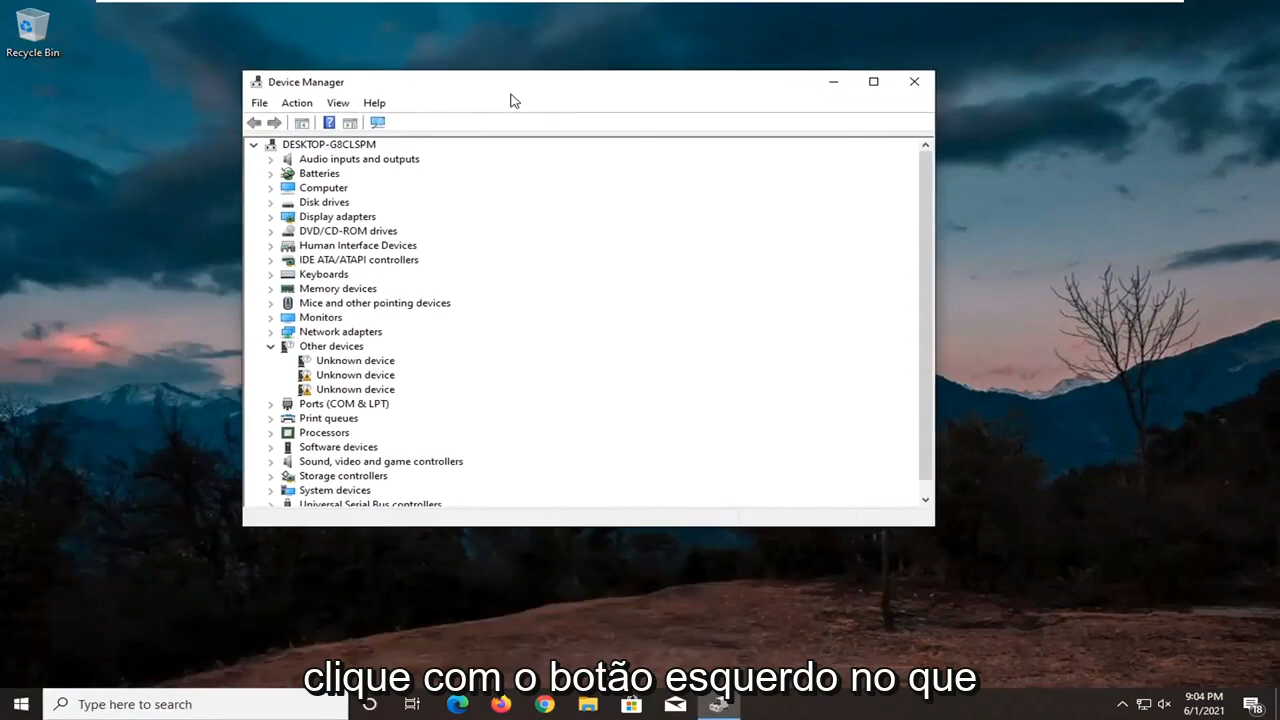 Recycle Bin
Device Manager
File Action View Help
DESKTOP-G8CLSPM
Audio inputs and outputs
Batteries
Computer
Disk drives
Display adapters
DVD/CD-ROM drives
Human Interface Devices
IDE ATA/ATAPI controllers
Keyboards
Memory devices
Mice and other pointing devices
Monitors
Network adapters
Other devices
Unknown device
Unknown device
Unknown device
Ports (COM & LPT)
Print queues
Processors
Software devices
Sound, video and game controllers
Storage controllers
System devices
Universal Serial Bus controllers
clique com o botão esquerdo no que
Type here to search
9:04 PM
6/1/2021
18